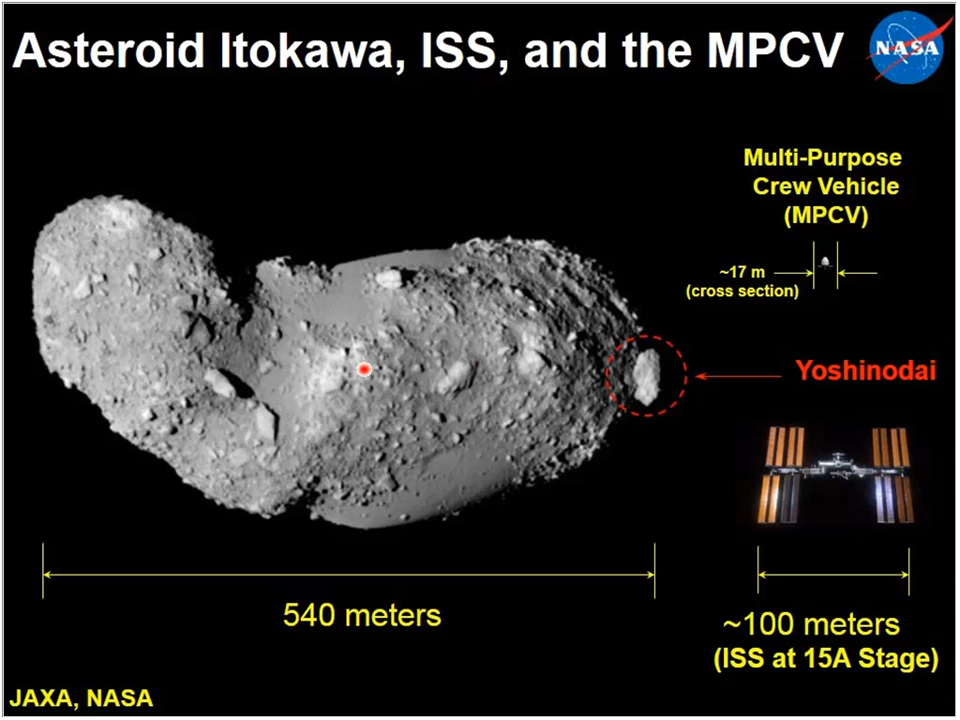 Asteroid Itokawa, ISS, and the MPCV
NASA
Multi-Purpose
Crew Vehicle
(MPCV)
~17 m
(cross section)
Yoshinodai
540 meters
~100 meters
(ISS at 15A Stage)
JAXA, NASA